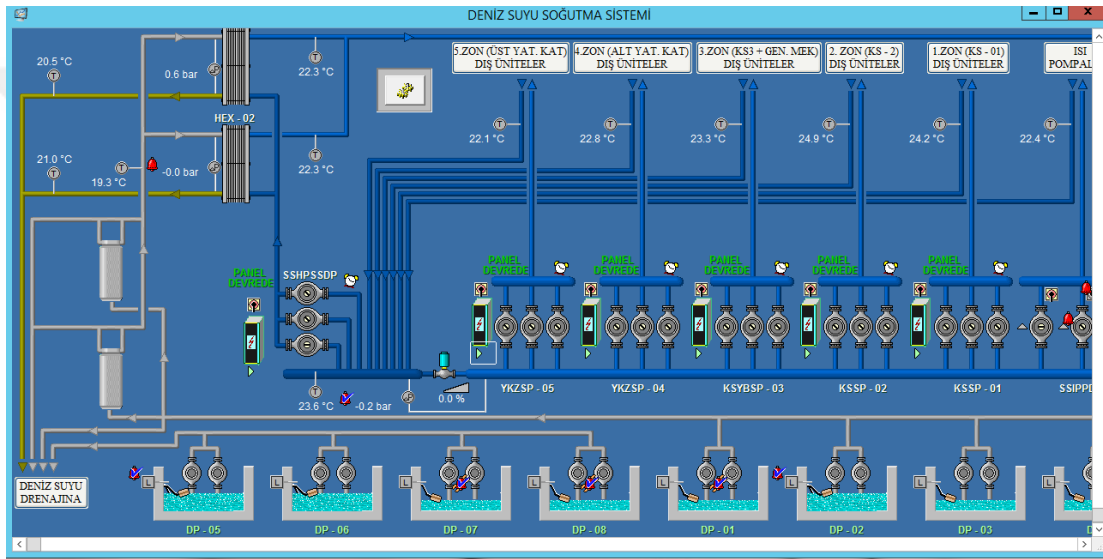 DENİZ SUYU SOĞUTMA SİSTEMİ
5.ZON (ÜST YAT. KAT)
DIŞ ÜNİTELER
4.ZON (ALT YAT. KAT)
DIŞ ÜNİTELER
3.ZON (KS3 + GEN. MEK)
DIŞ ÜNİTELER
2. ZON (KS - 2)
DIŞ ÜNİTELER
1.ZON (KS - 01)
DIŞ ÜNİTELER
ISI
POMPAL
20.5 °C
0.6 bar
22.3 °C
HEX - 02
22.1 °C
22.8 °C
23.3 °C
24.9 °C
24.2 °C
22.4 °C
21.0 °C
19.3 °C
-0.0 bar
22.3 °C
PANEL
DEVREDE
SSHPSSDP
PANEL
DEVREDE
PANEL
DEVREDE
PANEL
DEVREDE
PANEL
DEVREDE
PANEL
DEVREDE
23.6 °C
-0.2 bar
0.0 %
YKZSP - 05
YKZSP - 04
KSYBSP - 03
KSSP - 02
KSSP - 01
SSIPPD
DENİZ SUYU
DRENAJINA
DP - 05
DP - 06
DP - 07
DP - 08
DP - 01
DP - 02
DP - 03
D